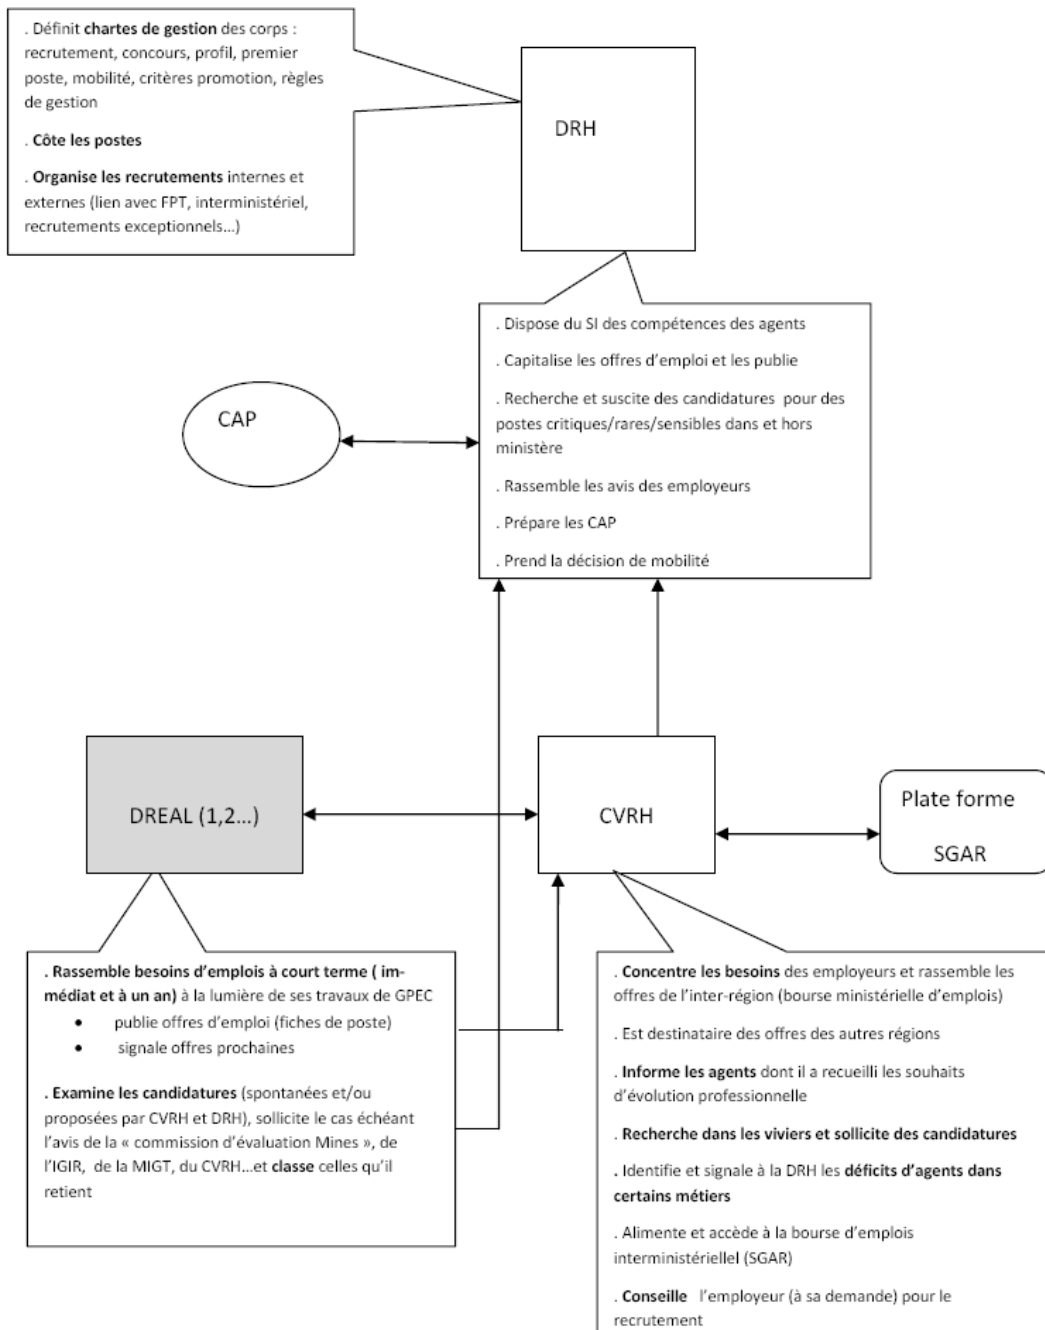 . Définit chartes de gestion des corps :
recrutement, concours, profil, premier
poste, mobilité, critères promotion, règles
de gestion
. Côte les postes
. Organise les recrutements internes et
externes (lien avec FPT, interministériel,
recrutements exceptionnels...)
DRH
. Dispose du SI des compétences des agents
. Capitalise les offres d'emploi et les publie
. Recherche et suscite des candidatures pour des
postes critiques/rares/sensibles dans et hors
ministère
. Rassemble les avis des employeurs
. Prépare les CAP
. Prend la décision de mobilité
CAP
DREAL (1,2...)
CVRH
Plate forme
SGAR
. Rassemble besoins d'emplois à court terme ( im-
médiat et à un an) à la lumière de ses travaux de GPEC
• publie offres d'emploi (fiches de poste)
• signale offres prochaines
. Examine les candidatures (spontanées et/ou
proposées par CVRH et DRH), sollicite le cas échéant
l'avis de la « commission d'évaluation Mines », de
l'IGIR, de la MIGT, du CVRH...et classe celles qu'il
retient
. Concentre les besoins des employeurs et rassemble les
offres de l'inter-région (bourse ministérielle d'emplois)
. Est destinataire des offres des autres régions
. Informe les agents dont il a recueilli les souhaits
d'évolution professionnelle
. Recherche dans les viviers et sollicite des candidatures
. Identifie et signale à la DRH les déficits d'agents dans
certains métiers
. Alimente et accède à la bourse d'emplois
interministériellel (SGAR)
. Conseille l'employeur (à sa demande) pour le
recrutement